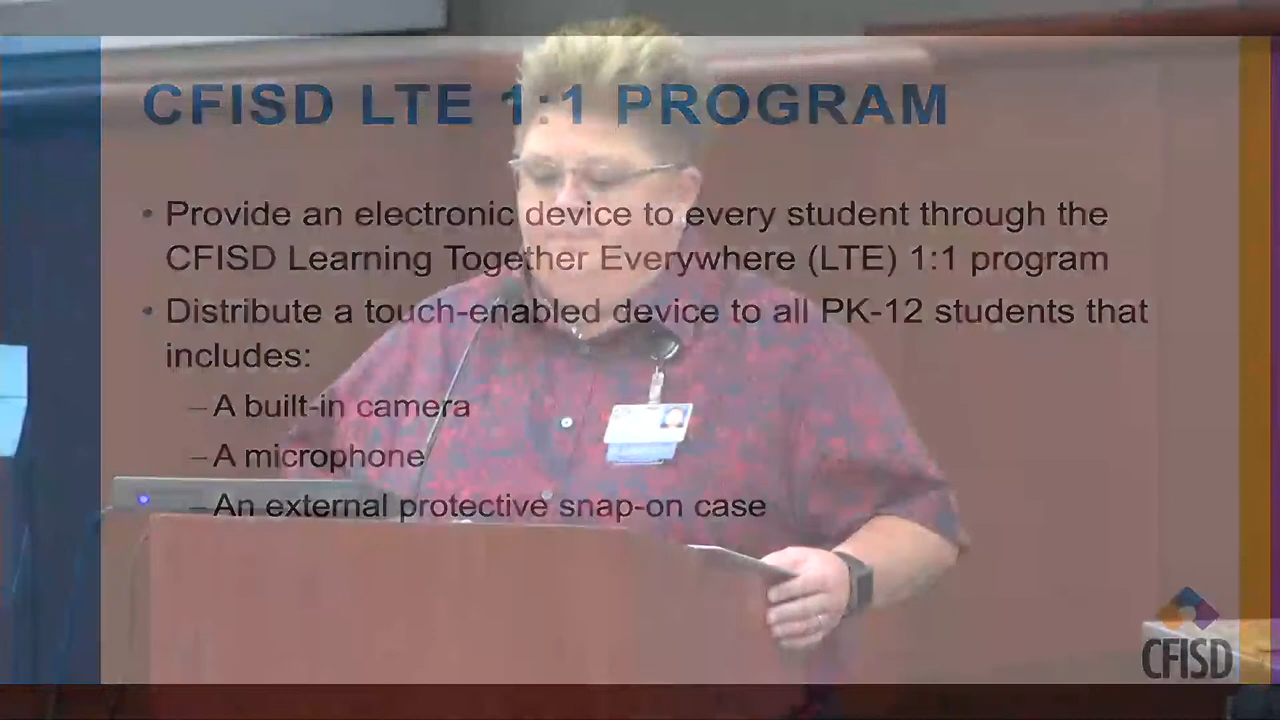 CFISD LTE 1:1 PROGRAM
• Provide an electronic device to every student through the
CFISD Learning Together Everywhere (LTE) 1:1 program
• Distribute a touch-enabled device to all PK-12 students that
includes:
– A built-in camera
– A microphone
– An external protective snap-on case
CFISD